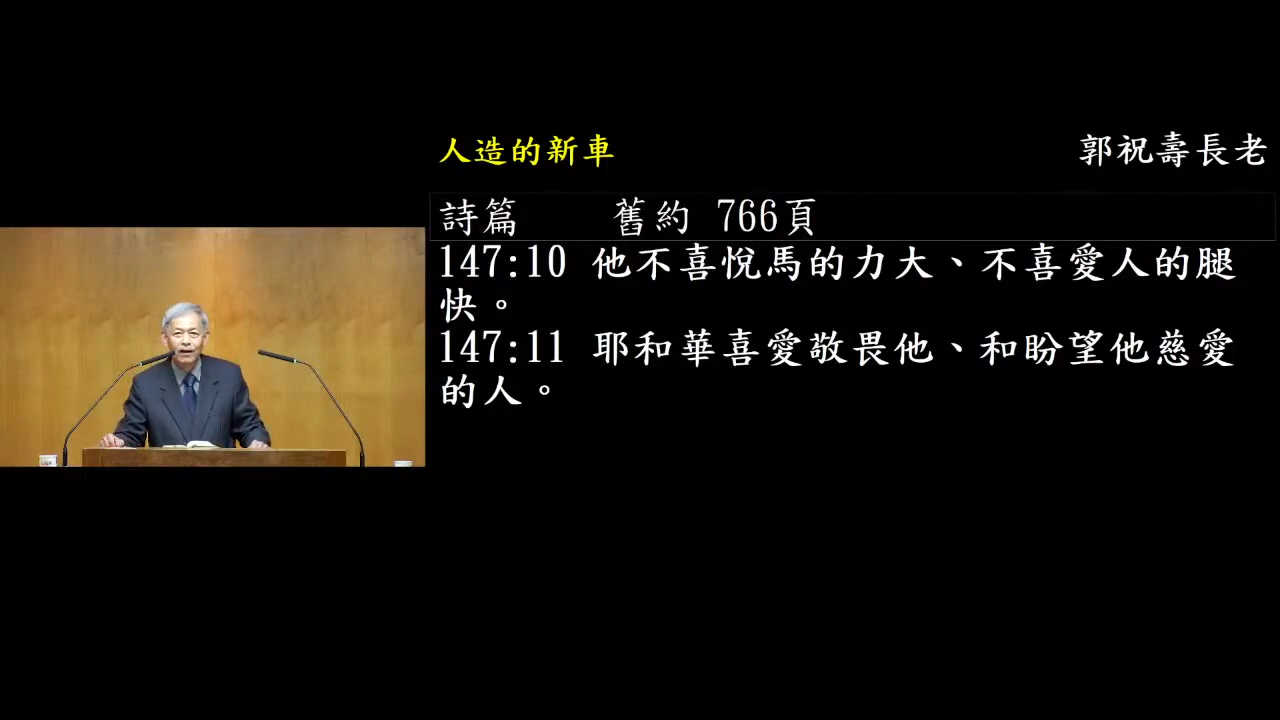 人造的新車 郭祝壽長老
詩篇 舊約 766頁
147:10 他不喜悅馬的力大、不喜愛人的腿
快。
147:11 耶和華喜愛敬畏他、和盼望他慈愛
的人。